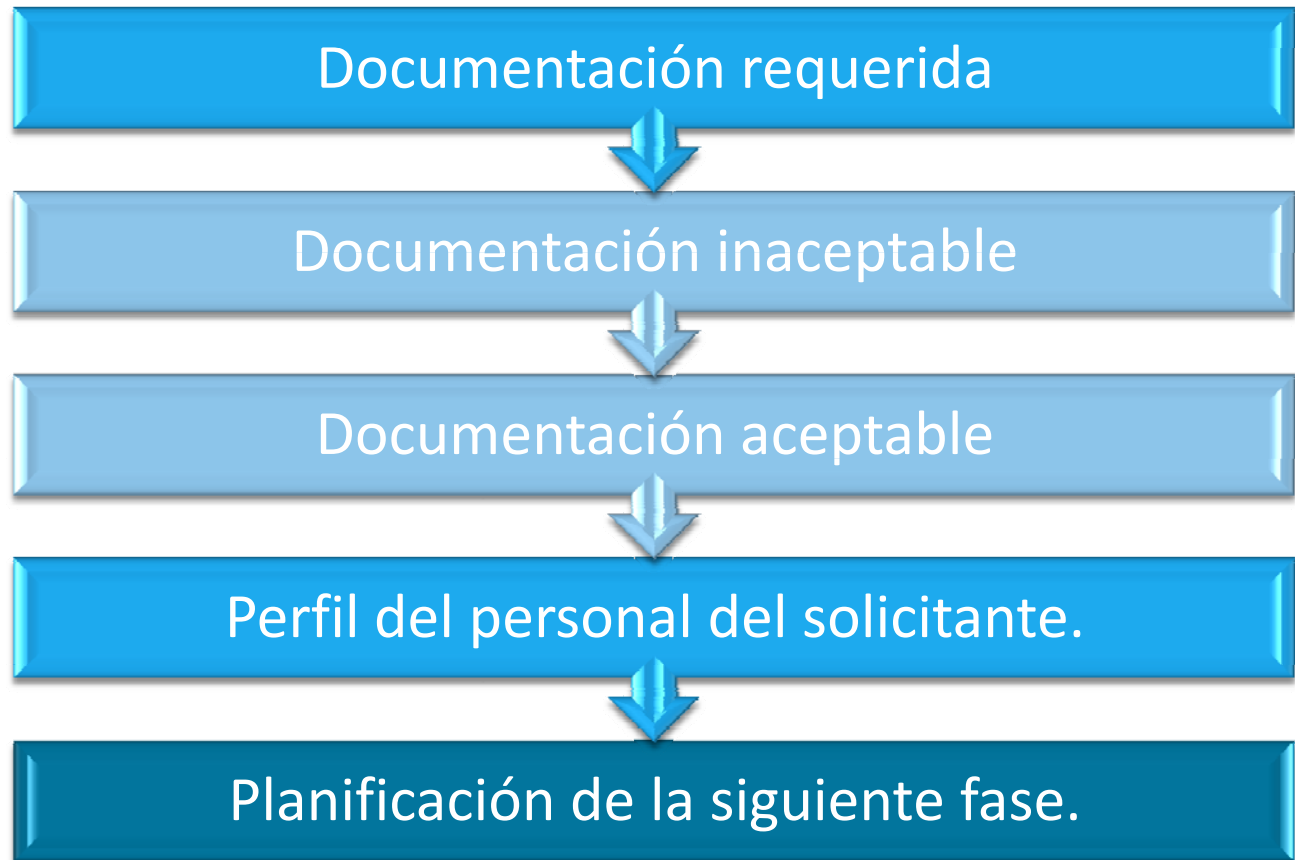 Documentación requerida
Documentación inaceptable
Documentación aceptable
Perfil del personal del solicitante.
Planificación de la siguiente fase.